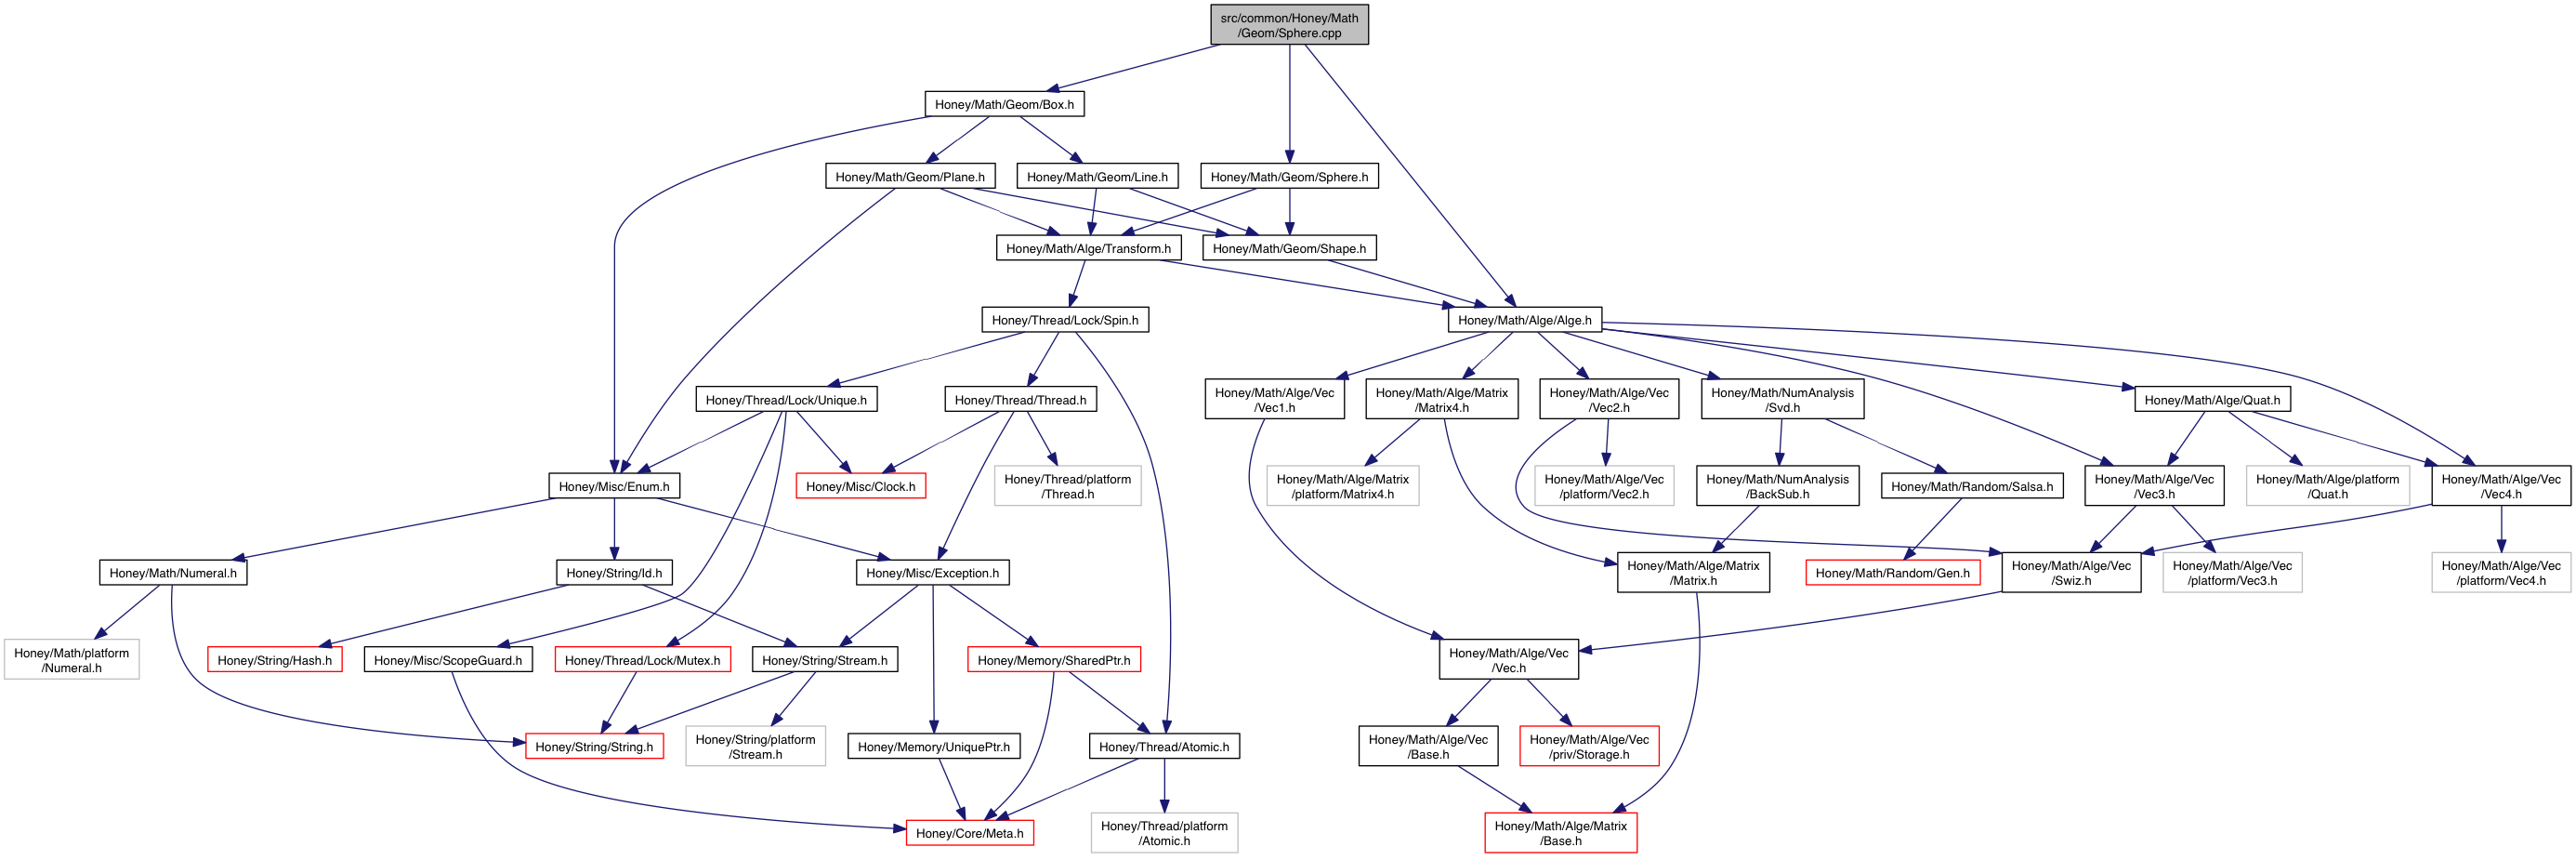 src/common/Honey/Math
/Geom/Sphere.cpp
Honey/Math/Geom/Box.h
Honey/Math/Geom/Plane.h
Honey/Math/Geom/Line.h
Honey/Math/Geom/Sphere.h
Honey/Math/Alge/Transform.h
Honey/Math/Geom/Shape.h
Honey/Thread/Lock/Spin.h
Honey/Math/Alge/Alge.h
Honey/Thread/Lock/Unique.h
Honey/Thread/Thread.h
Honey/Math/Alge/Vec
/Vec1.h
Honey/Math/Alge/Matrix
/Matrix4.h
Honey/Math/Alge/Vec
/Vec2.h
Honey/Math/NumAnalysis
/Svd.h
Honey/Math/Alge/Quat.h
Honey/Misc/Enum.h
Honey/Misc/Clock.h
Honey/Thread/platform
/Thread.h
Honey/Math/Alge/Matrix
/platform/Matrix4.h
Honey/Math/Alge/Vec
/platform/Vec2.h
Honey/Math/NumAnalysis
/BackSub.h
Honey/Math/Random/Salsa.h
Honey/Math/Alge/Vec
/Vec3.h
Honey/Math/Alge/platform
/Quat.h
Honey/Math/Alge/Vec
/Vec4.h
Honey/Math/Numeral.h
Honey/String/Id.h
Honey/Misc/Exception.h
Honey/Math/Alge/Matrix
/Matrix.h
Honey/Math/Random/Gen.h
Honey/Math/Alge/Vec
/Swiz.h
Honey/Math/Alge/Vec
/platform/Vec3.h
Honey/Math/Alge/Vec
/platform/Vec4.h
Honey/Math/platform
/Numeral.h
Honey/String/Hash.h
Honey/Misc/ScopeGuard.h
Honey/Thread/Lock/Mutex.h
Honey/String/Stream.h
Honey/Memory/SharedPtr.h
Honey/Math/Alge/Vec
/Vec.h
Honey/String/String.h
Honey/String/platform
/Stream.h
Honey/Memory/UniquePtr.h
Honey/Thread/Atomic.h
Honey/Math/Alge/Vec
/Base.h
Honey/Math/Alge/Vec
/priv/Storage.h
Honey/Core/Meta.h
Honey/Thread/platform
/Atomic.h
Honey/Math/Alge/Matrix
/Base.h